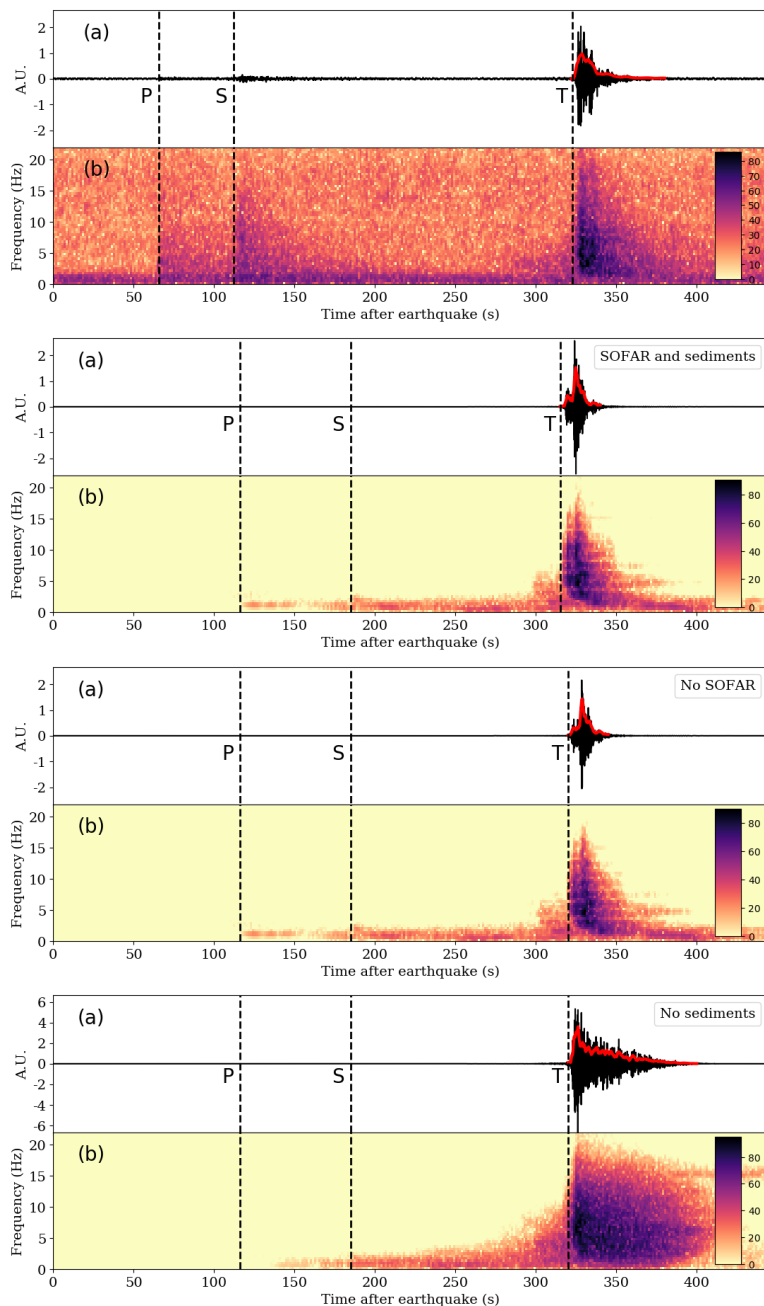 (a)
2
1
0
-1
-2
A.U.
P
S
T
(b)
20
15
10
5
0
Frequency (Hz)
80
70
60
50
40
30
20
10
0
0 50 100 150 200 250 300 350 400
Time after earthquake (s)
(a)
SOFAR and sediments
2
1
0
-1
-2
A.U.
P
S
T
(b)
20
15
10
5
0
Frequency (Hz)
80
60
40
20
0
0 50 100 150 200 250 300 350 400
Time after earthquake (s)
(a)
No SOFAR
2
1
0
-1
-2
A.U.
P
S
T
(b)
20
15
10
5
0
Frequency (Hz)
80
60
40
20
0
0 50 100 150 200 250 300 350 400
Time after earthquake (s)
(a)
No sediments
6
4
2
0
-2
-4
-6
A.U.
P
S
T
(b)
20
15
10
5
0
Frequency (Hz)
80
60
40
20
0
0 50 100 150 200 250 300 350 400
Time after earthquake (s)